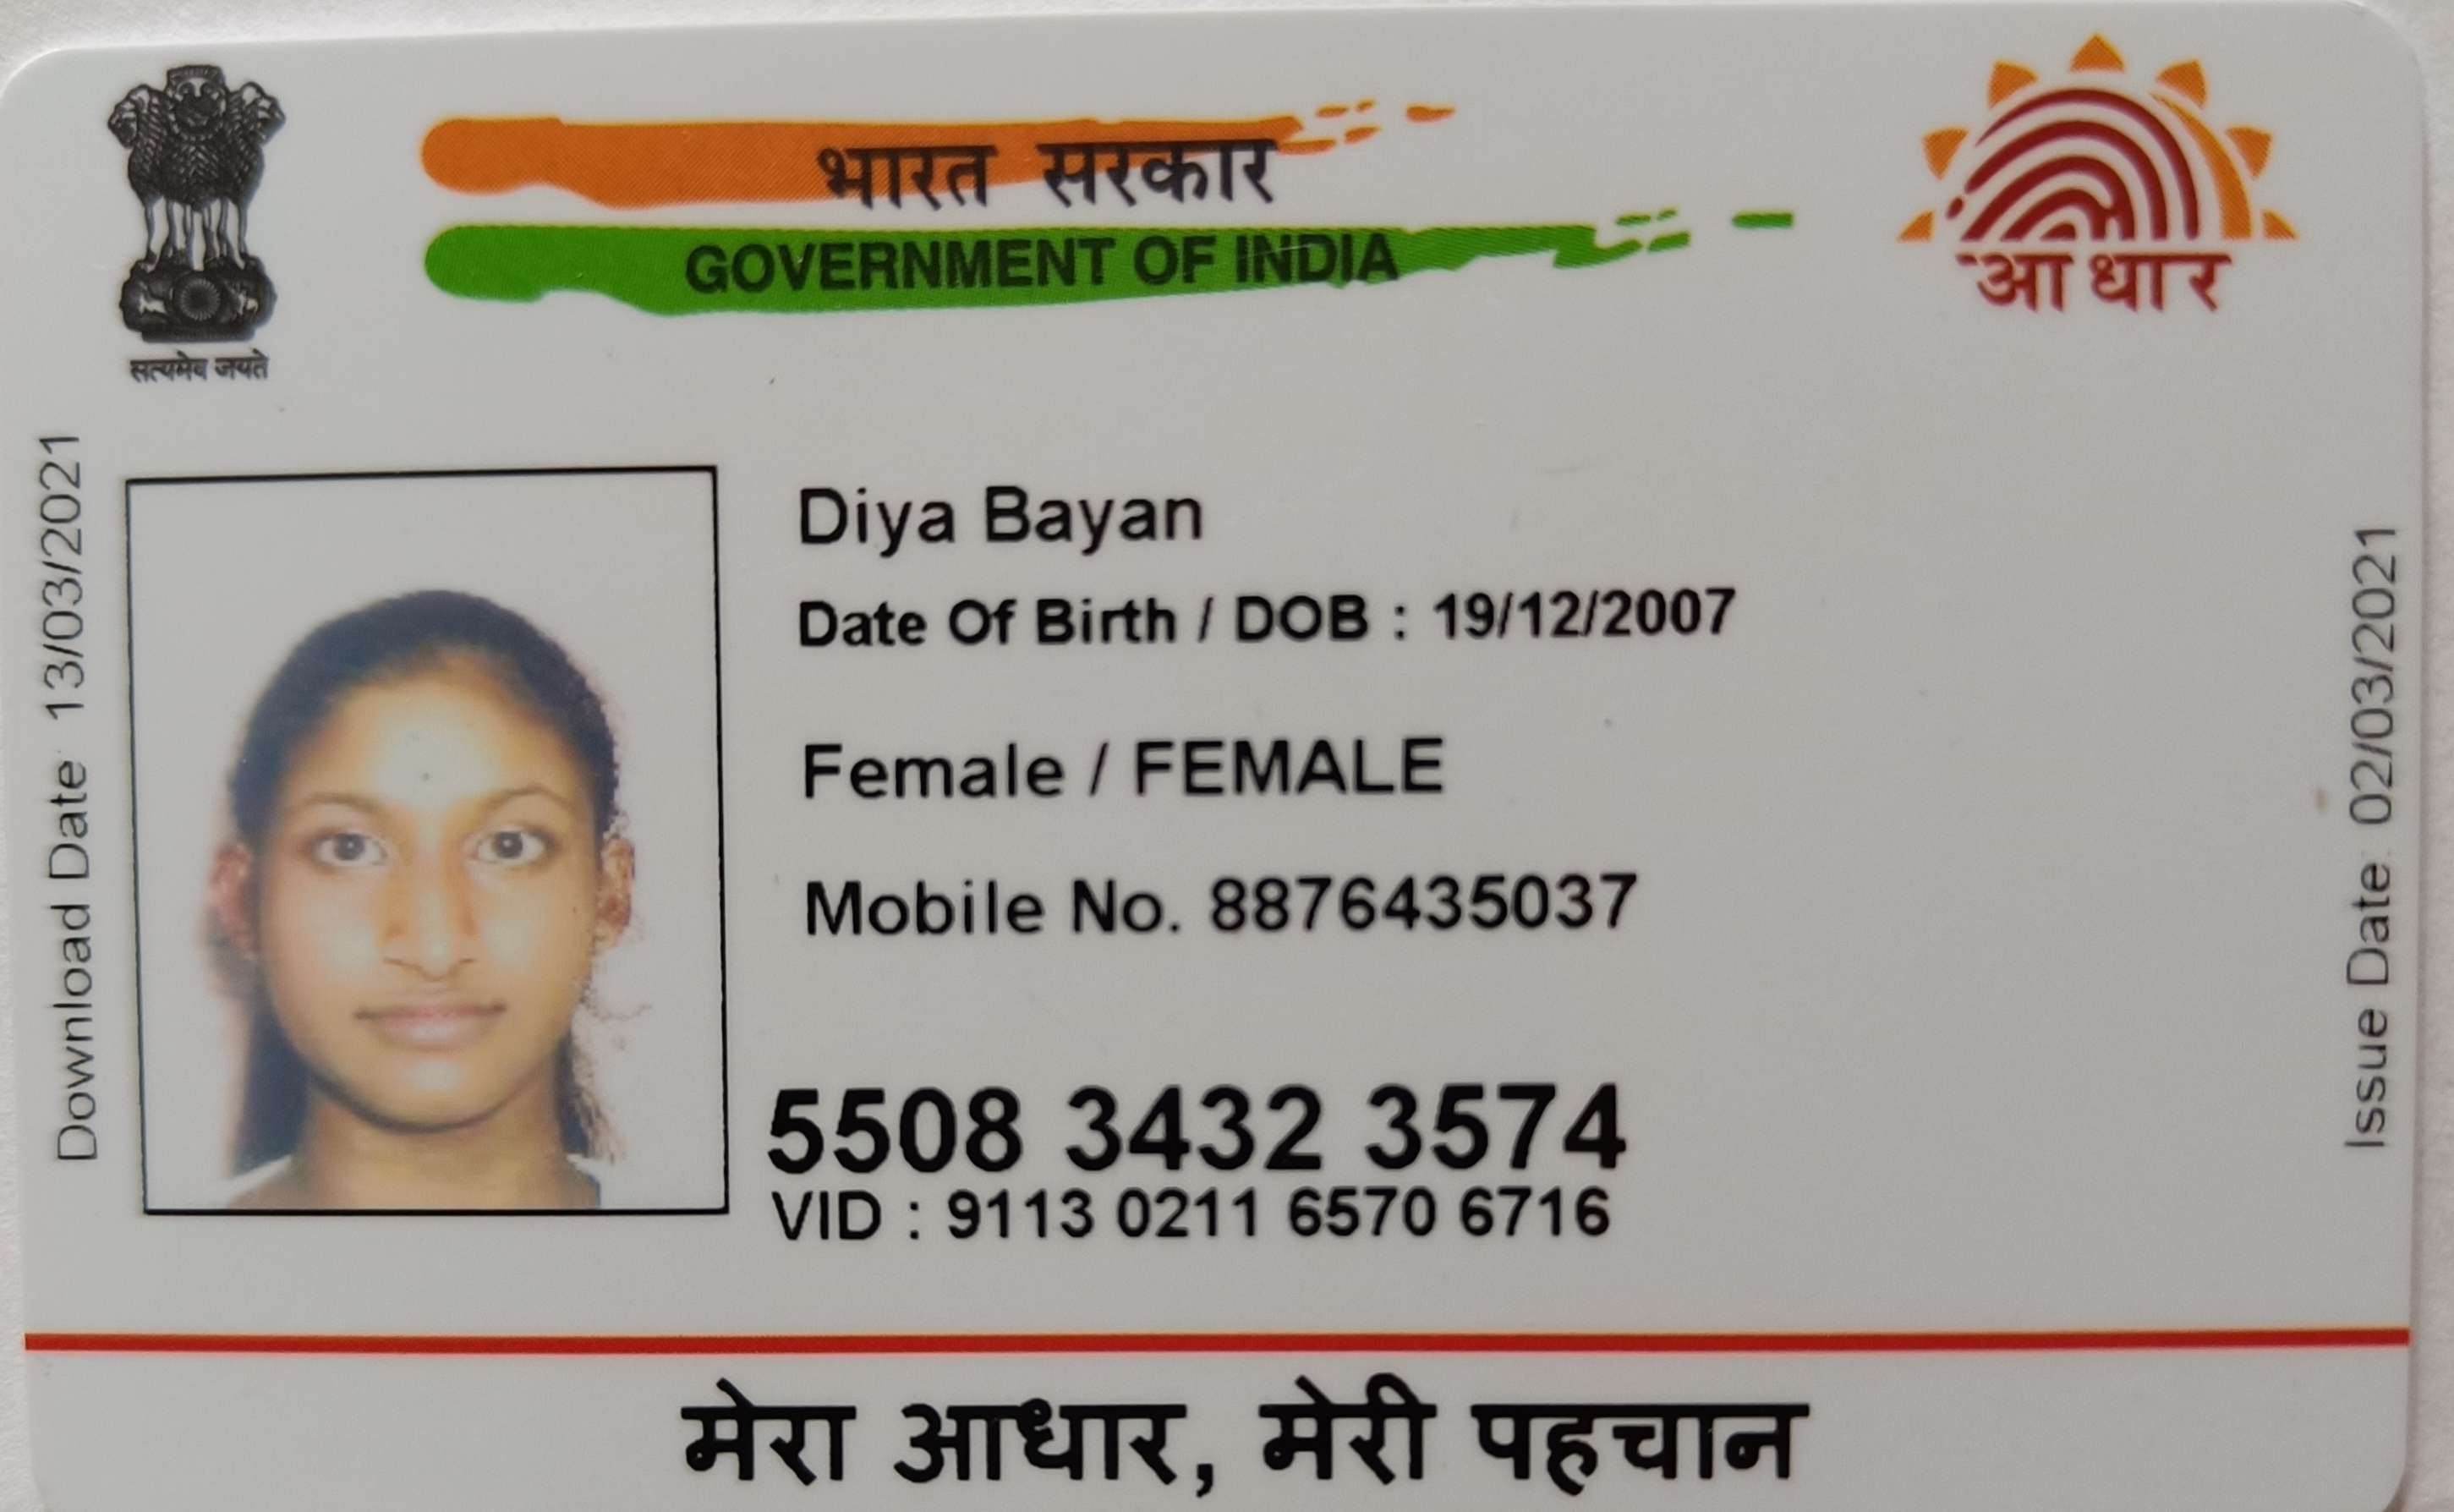 सत्यमेव जयते
भारत सरकार
GOVERNMENT OF INDIA
आधार
Download Date 13/03/2021
Diya Bayan
Date Of Birth / DOB : 19/12/2007
Female / FEMALE
Mobile No. 8876435037
5508 3432 3574
VID : 9113 0211 6570 6716
Issue Date: 02/03/2021
मेरा आधार, मेरी पहचान